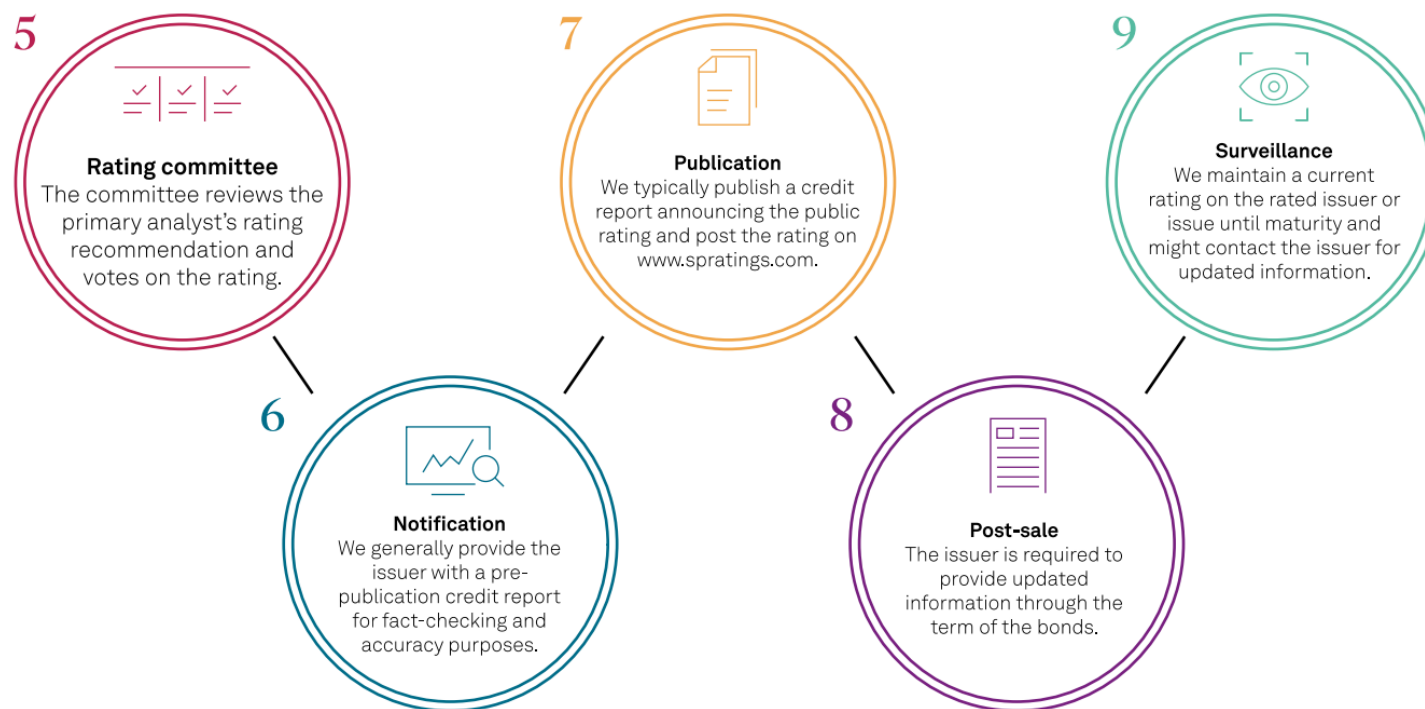 5
Rating committee
The committee reviews the
primary analyst's rating
recommendation and
votes on the rating.
6
Notification
We generally provide the
issuer with a pre-
publication credit report
for fact-checking and
accuracy purposes.
7
Publication
We typically publish a credit
report announcing the public
rating and post the rating on
www.spratings.com.
8
Post-sale
The issuer is required to
provide updated
information through the
term of the bonds.
9
Surveillance
We maintain a current
rating on the rated issuer or
issue until maturity and
might contact the issuer for
updated information.